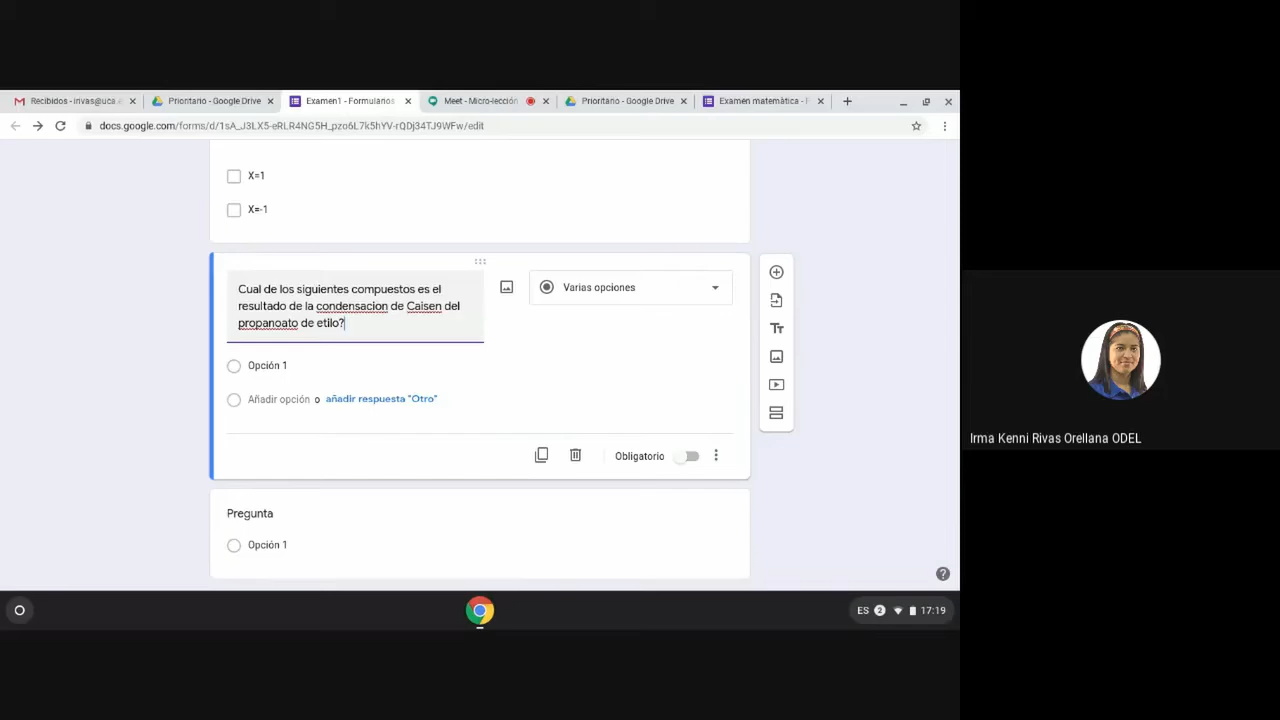 Recibidos - irivas@uca.e
Prioritario - Google Drive
Examen1 - Formularios
Meet - Micro-lección
Prioritario - Google Drive
Examen matemàtica - F
docs.google.com/forms/d/1sA_J3LX5-eRLR4NG5H_pzo6L7k5hYV-rQDj34TJ9WFw/edit
X=1
X=-1
Cual de los siguientes compuestos es el
resultado de la condensacion de Caisen del
propanoato de etilo?
Varias opciones
Opción 1
Añadir opción o añadir respuesta "Otro"
Obligatorio
Pregunta
Opción 1
ES 2 17:19
Irma Kenni Rivas Orellana ODEL